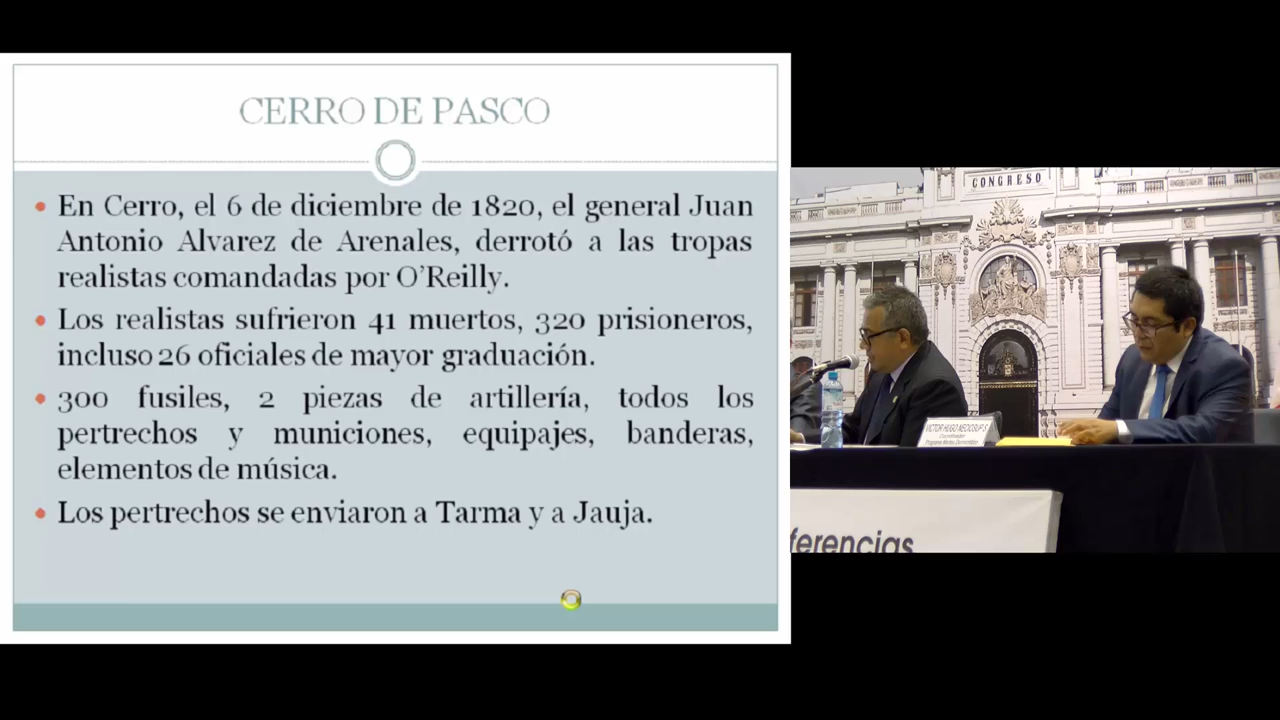 CERRO DE PASCO
• En Cerro, el 6 de diciembre de 1820, el general Juan
Antonio Alvarez de Arenales, derrotó a las tropas
realistas comandadas por O'Reilly.
• Los realistas sufrieron 41 muertos, 320 prisioneros,
incluso 26 oficiales de mayor graduación.
• 300 fusiles, 2 piezas de artillería, todos los
pertrechos y municiones, equipajes, banderas,
elementos de música.
• Los pertrechos se enviaron a Tarma y a Jauja.
CONGRESO
VICTOR HUGO
Coordinador
ferencias